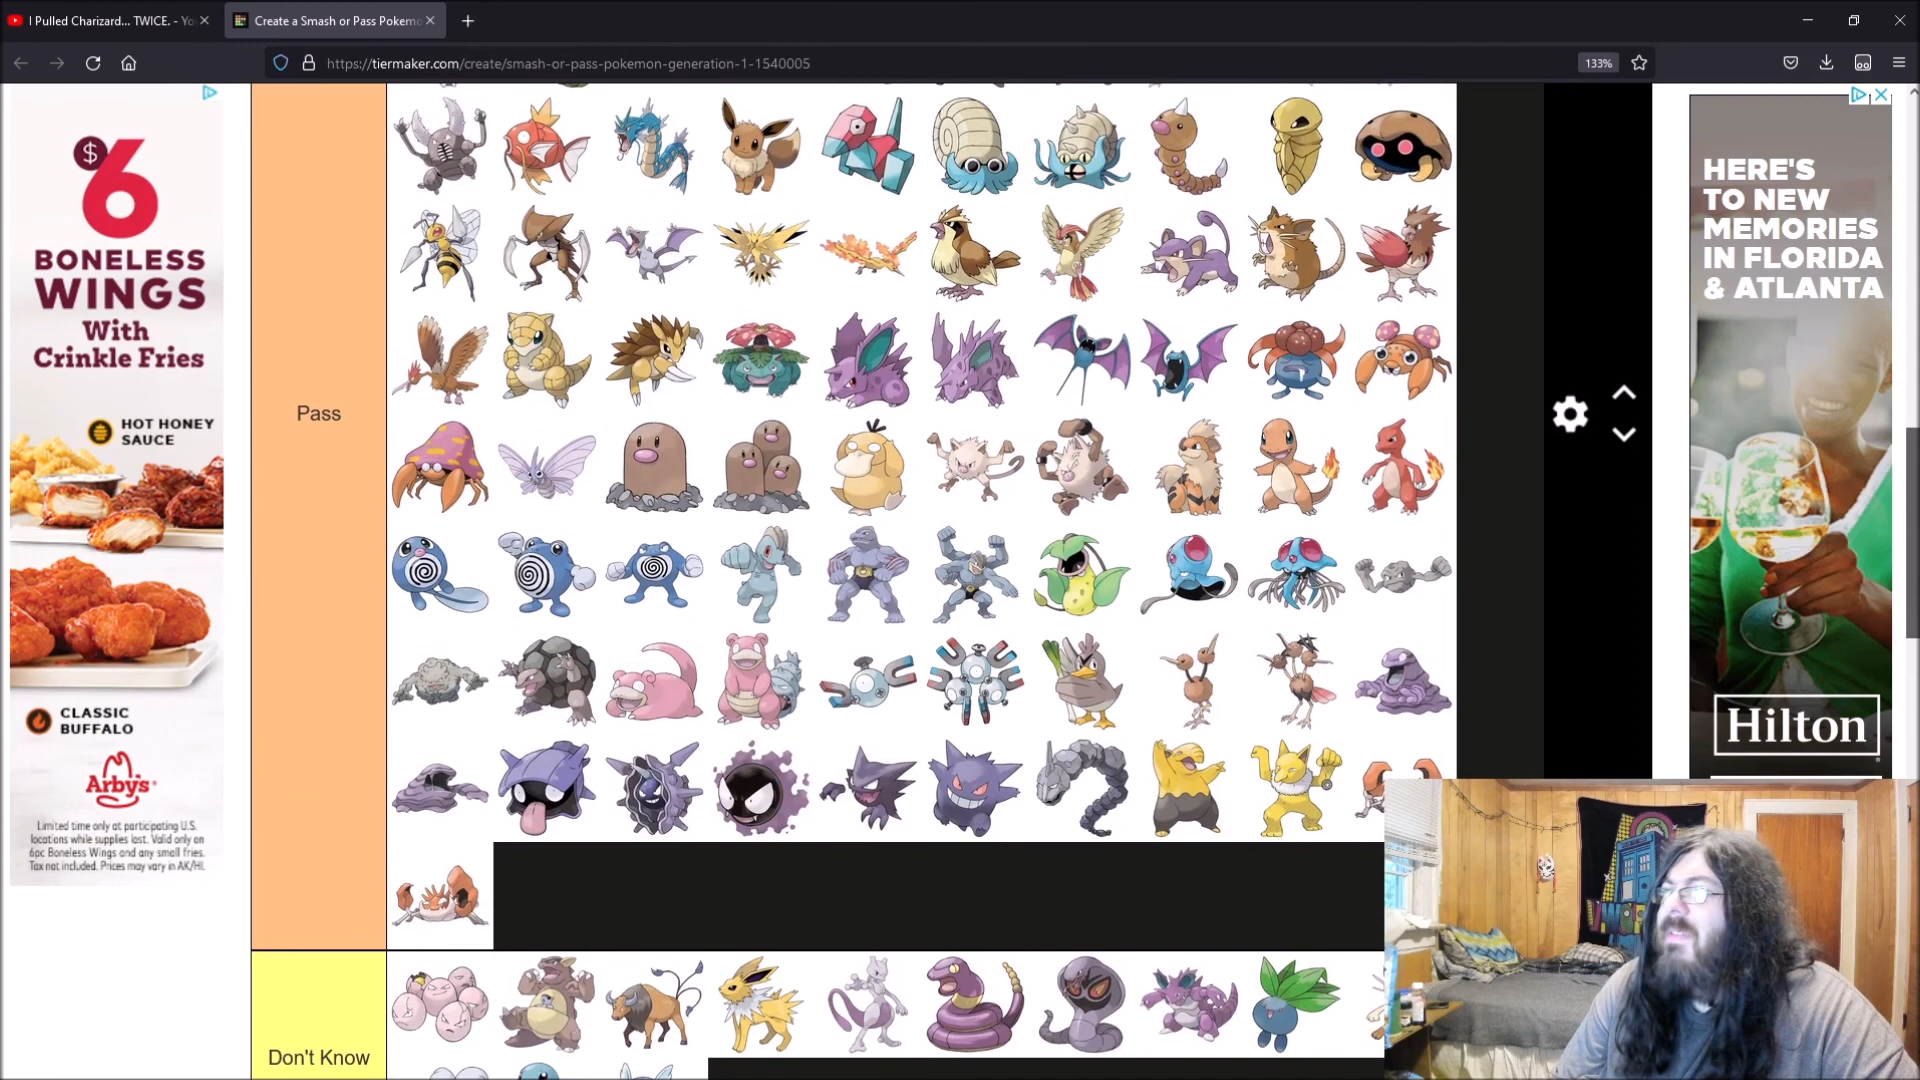 I Pulled Charizard... TWICE. - Yo
Create a Smash or Pass Pokemo
https://tiermaker.com/create/smash-or-pass-pokemon-generation-1-1540005
133%
$6
BONELESS
WINGS
With
Crinkle Fries
HOT HONEY
SAUCE
CLASSIC
BUFFALO
Arby's
Limited time only at participating U.S.
locations while supplies last. Valid only on
6pc Boneless Wings and any small fries.
Tax not included. Prices may vary in AK/HI.
Pass
Don't Know
HERE'S
TO NEW
MEMORIES
IN FLORIDA
& ATLANTA
Hilton